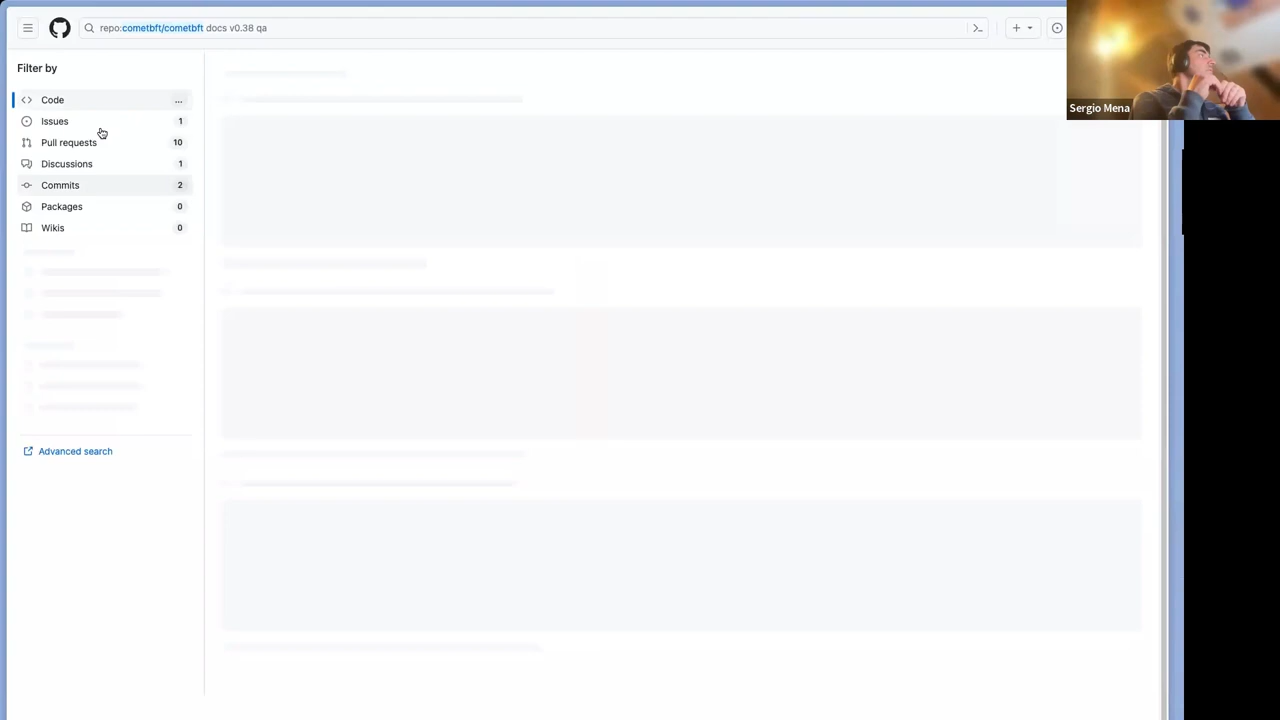 repo:cometbft/cometbft docs v0.38 qa
Sergio Mena
Filter by
Code ...
Issues 1
Pull requests 10
Discussions 1
Commits 2
Packages 0
Wikis 0
Advanced search